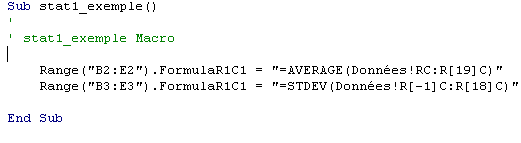 Sub stat1_exemple()
'
' stat1_exemple Macro
Range("B2:E2").FormulaR1C1 = "=AVERAGE(Données!RC:R[19]C)"
Range("B3:E3").FormulaR1C1 = "=STDEV(Données!R[-1]C:R[18]C)"
End Sub